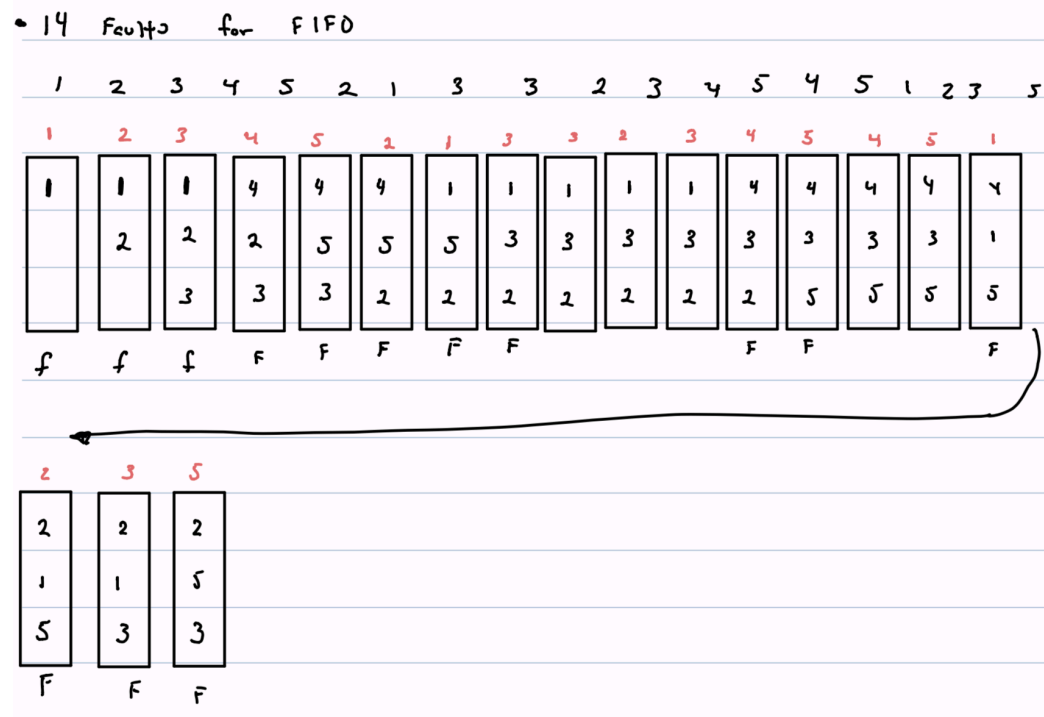 • 14 Faults for FIFO
1 2 3 4 5 2 1 3 3 2 3 4 5 4 5 1 2 3 5
1 2 3 4 5 2 1 3 3 2 3 4 5 4 5 1
1 1 1 4 4 4 1 1 1 1 1 4 4 4 4 4
2 2 2 5 5 5 3 3 3 3 3 3 3 3 1
3 3 3 2 2 2 2 2 2 2 5 5 5 5
f f f F F F F F F F F
2 3 5
2 2 2
1 1 5
5 3 3
F F F